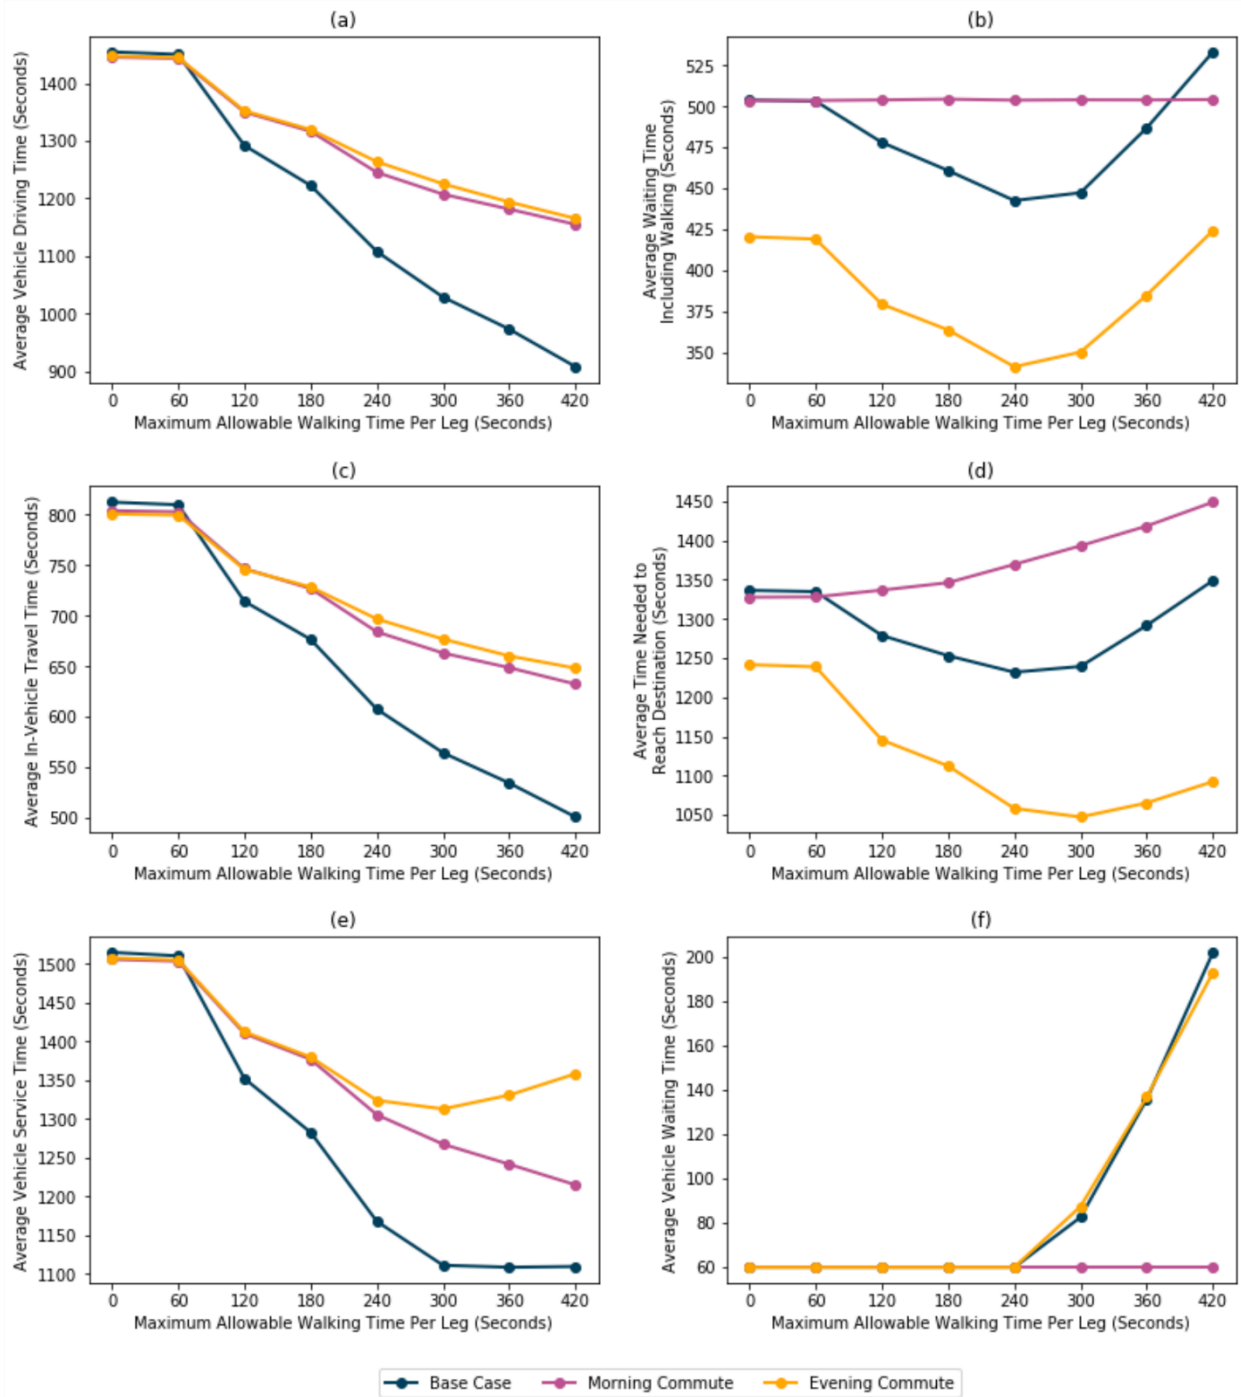 (a)
Average Vehicle Driving Time (Seconds)
1400
1300
1200
1100
1000
900
0 60 120 180 240 300 360 420
Maximum Allowable Walking Time Per Leg (Seconds)
(b)
Average Waiting Time
Including Walking (Seconds)
525
500
475
450
425
400
375
350
0 60 120 180 240 300 360 420
Maximum Allowable Walking Time Per Leg (Seconds)
(c)
Average In-Vehicle Travel Time (Seconds)
800
750
700
650
600
550
500
0 60 120 180 240 300 360 420
Maximum Allowable Walking Time Per Leg (Seconds)
(d)
Average Time Needed to
Reach Destination (Seconds)
1450
1400
1350
1300
1250
1200
1150
1100
1050
0 60 120 180 240 300 360 420
Maximum Allowable Walking Time Per Leg (Seconds)
(e)
Average Vehicle Service Time (Seconds)
1500
1450
1400
1350
1300
1250
1200
1150
1100
0 60 120 180 240 300 360 420
Maximum Allowable Walking Time Per Leg (Seconds)
(f)
Average Vehicle Waiting Time (Seconds)
200
180
160
140
120
100
80
60
0 60 120 180 240 300 360 420
Maximum Allowable Walking Time Per Leg (Seconds)
Base Case Morning Commute Evening Commute